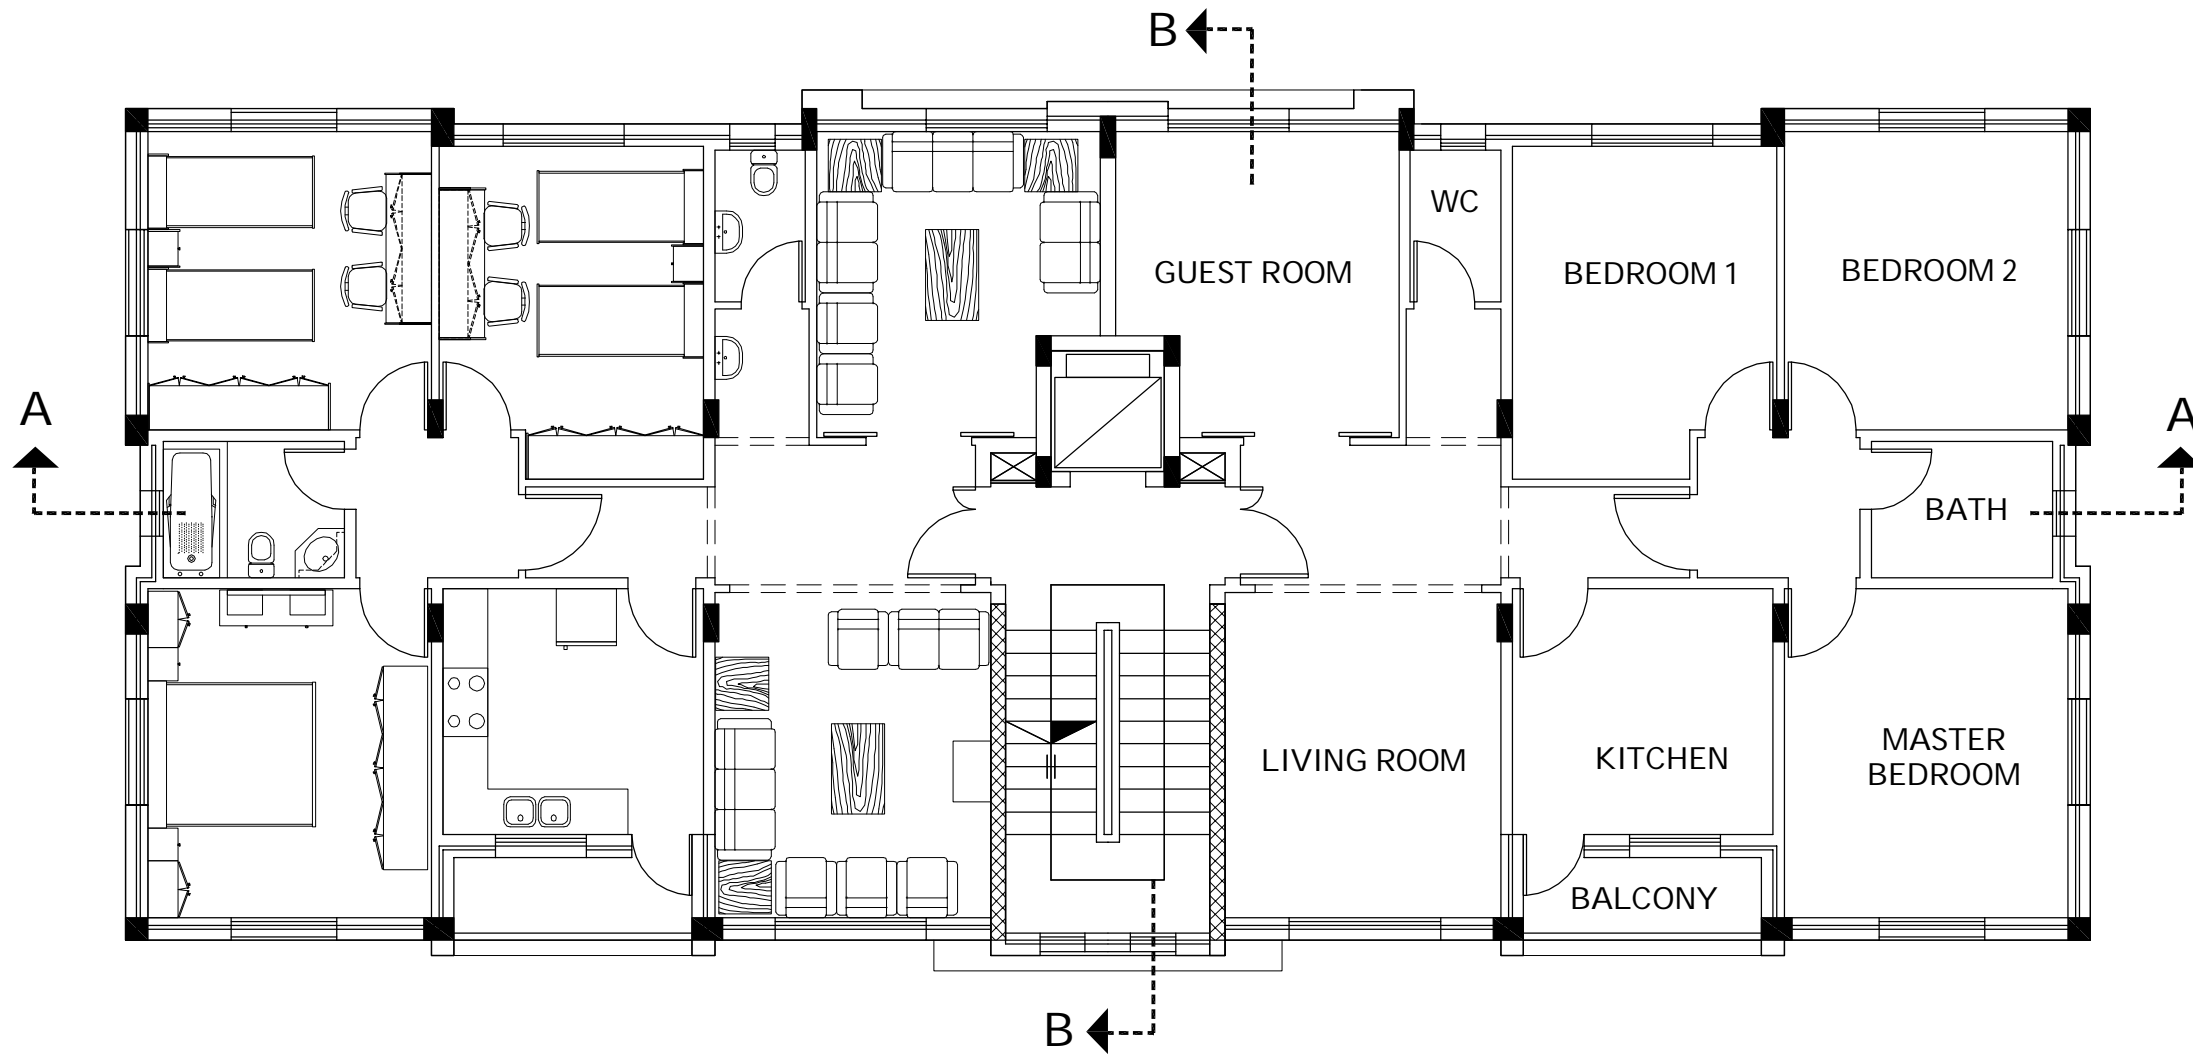 B
WC
GUEST ROOM
BEDROOM 1
BEDROOM 2
A
A
BATH
LIVING ROOM
KITCHEN
MASTER
BEDROOM
BALCONY
B